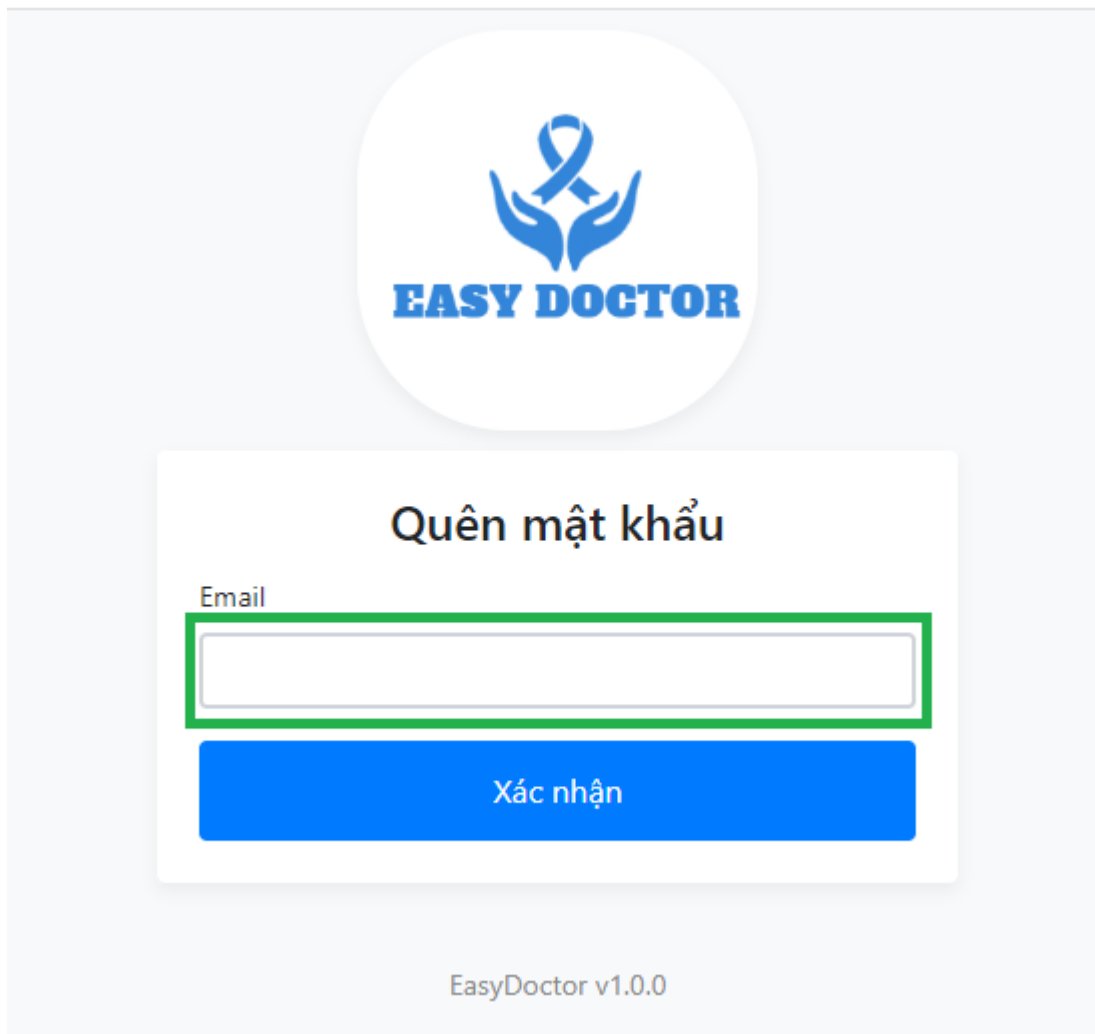 EASY DOCTOR
Quên mật khẩu
Email
Xác nhận
EasyDoctor v1.0.0